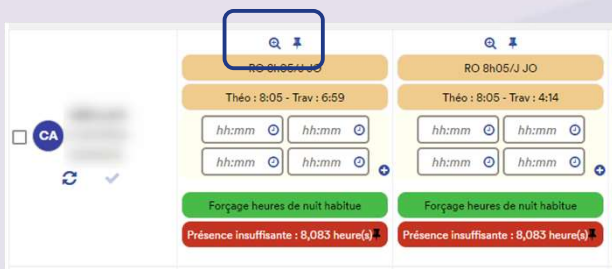 RO 8h05/J JO
RO 8h05/J JO
Théo : 8:05 - Trav : 6:59
Théo : 8:05 - Trav : 4:14
CA
hh:mm hh:mm
hh:mm hh:mm
hh:mm hh:mm
hh:mm hh:mm
Forçage heures de nuit habitue
Forçage heures de nuit habitue
Présence insuffisante : 8,083 heure(s)
Présence insuffisante : 8,083 heure(s)